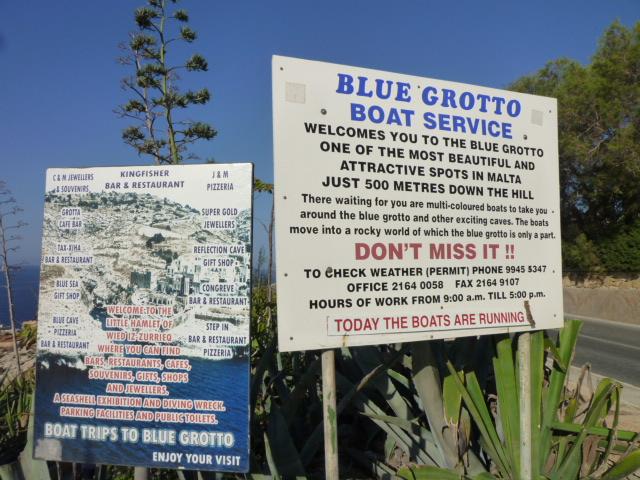 C & M JEWELLERS
& SOUVENIRS
KINGFISHER
BAR & RESTAURANT
J & M
PIZZERIA
GROTTA
CAFE BAR
SUPER GOLD
JEWELLERS
TAX-XIHA
BAR & RESTAURANT
REFLECTION CAVE
GIFT SHOP
BLUE SEA
GIFT SHOP
CONGREVE
BAR & RESTAURANT
BLUE CAVE
PIZZERIA
BAR & RESTAURANT
STEP IN
BAR & RESTAURANT
PIZZERIA
WELCOME TO THE
LITTLE HAMLET OF
WIED IZ-ZURRIEQ
WHERE YOU CAN FIND
BARS, RESTAURANTS, CAFES,
SOUVENIRS, GIFTS, SHOPS
AND JEWELLERS.
A SEASHELL EXHIBITION AND DIVING WRECK.
PARKING FACILITIES AND PUBLIC TOILETS.
BOAT TRIPS TO BLUE GROTTO
ENJOY YOUR VISIT
BLUE GROTTO
BOAT SERVICE
WELCOMES YOU TO THE BLUE GROTTO
ONE OF THE MOST BEAUTIFUL AND
ATTRACTIVE SPOTS IN MALTA
JUST 500 METRES DOWN THE HILL
There waiting for you are multi-coloured boats to take you
around the blue grotto and other exciting caves. The boats
move into a rocky world of which the blue grotto is only a part.
DON'T MISS IT !!
TO CHECK WEATHER (PERMIT) PHONE 9945 5347
OFFICE 2164 0058 FAX 2164 9107
HOURS OF WORK FROM 9:00 a.m. TILL 5:00 p.m.
TODAY THE BOATS ARE RUNNING